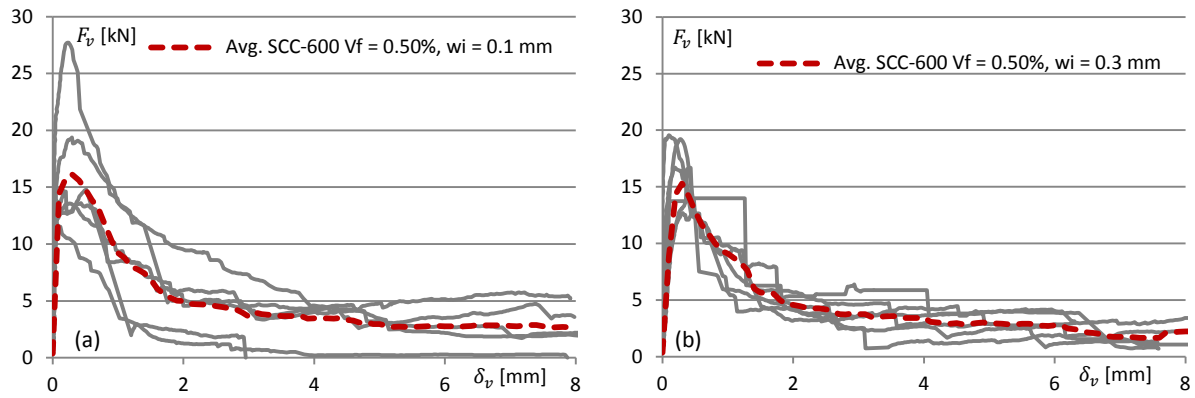 30
25
20
15
10
5
0
F_v [kN]
Avg. SCC-600 Vf = 0.50%, wi = 0.1 mm
(a)
0 2 4 6 8
δ_v [mm]
30
25
20
15
10
5
0
F_v [kN]
Avg. SCC-600 Vf = 0.50%, wi = 0.3 mm
(b)
0 2 4 6 8
δ_v [mm]